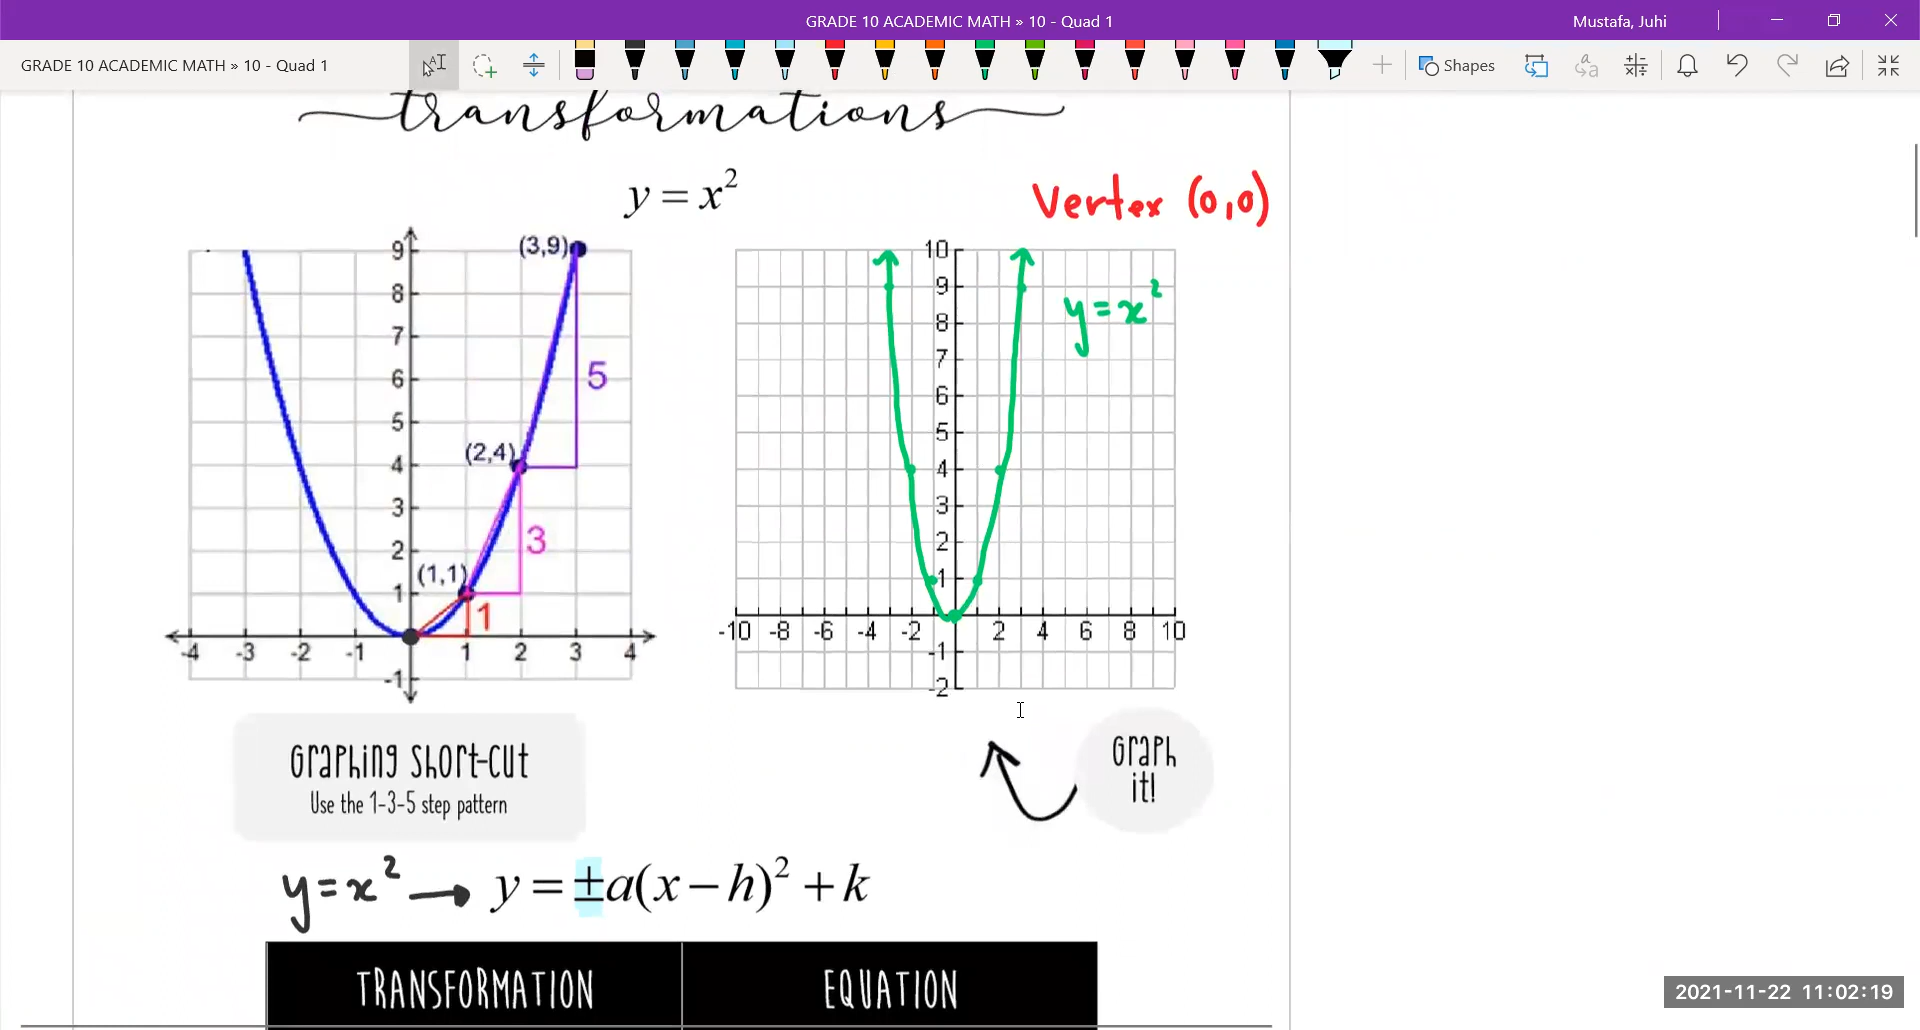 GRADE 10 ACADEMIC MATH » 10 - Quad 1
Mustafa, Juhi
GRADE 10 ACADEMIC MATH » 10 - Quad 1
Shapes
transformations
y = x²
Vertex (0,0)
(3,9)
9
8
7
6
5
4
3
2
1
-1
-4 -3 -2 -1 1 2 3 4
(2,4)
(1,1)
5
3
1
10
9
8
7
6
5
4
3
2
1
-1
-2
-10 -8 -6 -4 -2 2 4 6 8 10
y = x²
Graphing Short-cut
Use the 1-3-5 step pattern
Graph
it!
y = x² → y = ±a(x − h)² + k
TRANSFORMATION EQUATION
2021-11-22 11:02:19